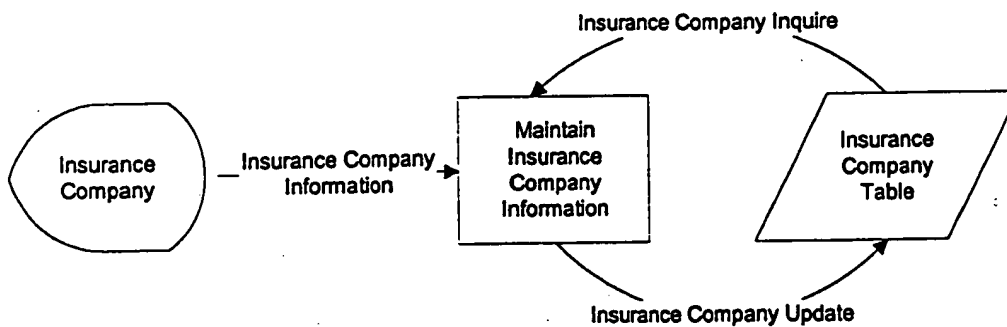 Insurance Company Inquire
Insurance
Company
Insurance Company
Information
Maintain
Insurance
Company
Information
Insurance
Company
Table
Insurance Company Update